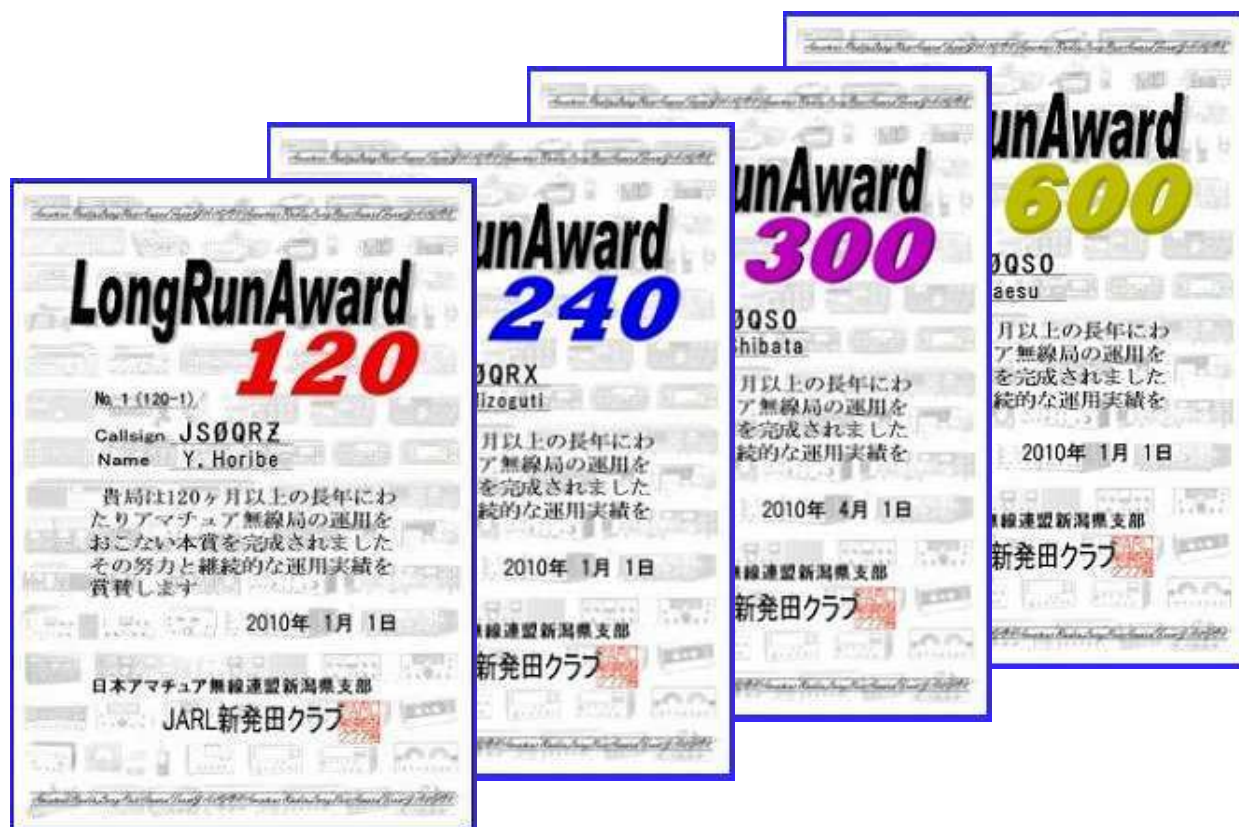 LongRunAward
120
№ 1 (120-1)
Callsign JSØQRZ
Name Y. Horibe
貴局は120ヶ月以上の長年にわ
たりアマチュア無線局の運用を
おこない本賞を完成されました
その努力と継続的な運用実績を
賞賛します
2010年 1月 1日
日本アマチュア無線連盟新潟県支部
JARL新発田クラブ
unAward
240
ØQRX
izoguti
月以上の長年にわ
ア無線局の運用を
を完成されました
続的な運用実績を
2010年 1月 1日
無線連盟新潟県支部
新発田クラブ
unAward
300
ØQSO
Shibata
月以上の長年にわ
ア無線局の運用を
を完成されました
続的な運用実績を
2010年 4月 1日
無線連盟新潟県支部
新発田クラブ
unAward
600
ØQSO
aesu
月以上の長年にわ
ア無線局の運用を
を完成されました
続的な運用実績を
2010年 1月 1日
無線連盟新潟県支部
新発田クラブ